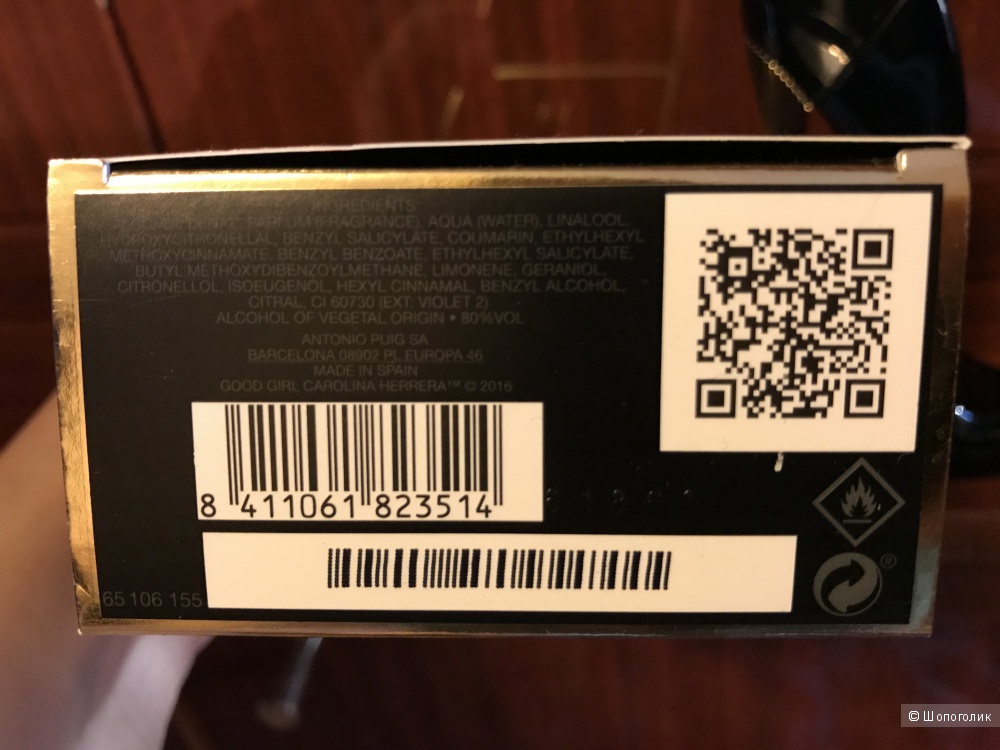 INGREDIENTS
PARFUM (FRAGRANCE), AQUA (WATER), LINALOOL,
HYDROXYCITRONELLAL, BENZYL SALICYLATE, COUMARIN, ETHYLHEXYL
METHOXYCINNAMATE, BENZYL BENZOATE, ETHYLHEXYL SALICYLATE,
BUTYL METHOXYDIBENZOYLMETHANE, LIMONENE, GERANIOL,
CITRONELLOL, ISOEUGENOL, HEXYL CINNAMAL, BENZYL ALCOHOL,
CITRAL, CI 60730 (EXT. VIOLET 2)
ALCOHOL OF VEGETAL ORIGIN • 80%VOL
ANTONIO PUIG SA
BARCELONA 08902 PL EUROPA 46
MADE IN SPAIN
GOOD GIRL CAROLINA HERRERA™ © 2016
8 411061 823514
65 106 155
®
© Шопоголик